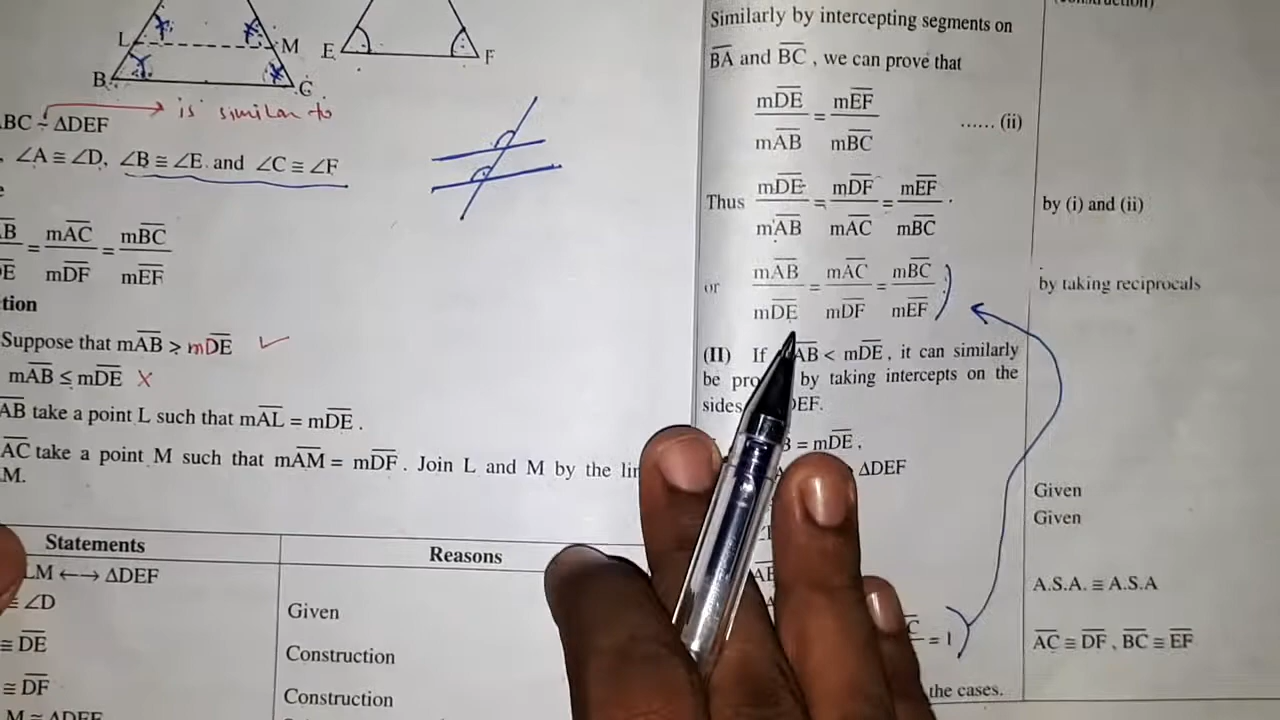 L
M
B
C
E
F
is similar to
BC ~ ΔDEF
∠A ≅ ∠D, ∠B ≅ ∠E and ∠C ≅ ∠F
B/E = mAC/mDF = mBC/mEF
tion
Suppose that mAB > mDE ✓
mAB ≤ mDE X
AB take a point L such that mAL = mDE.
AC take a point M such that mAM = mDF. Join L and M by the
M.
Statements Reasons
LM ⟷ ΔDEF
≅ ∠D Given
≅ DE Construction
≅ DF Construction
Similarly by intercepting segments on
BA and BC, we can prove that
mDE/mAB = mEF/mBC ...... (ii)
Thus mDE/mAB = mDF/mAC = mEF/mBC. by (i) and (ii)
or mAB/mDE = mAC/mDF = mBC/mEF by taking reciprocals
(II) If AB < mDE, it can similarly
be by taking intercepts on the
sides DEF.
= mDE,
ΔDEF
Given
Given
A.S.A. ≅ A.S.A
= 1 AC ≅ DF, BC ≅ EF
the cases.